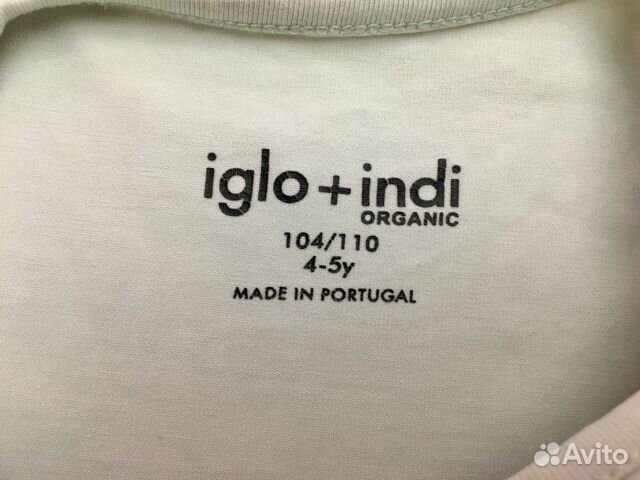 iglo + indi
ORGANIC
104/110
4-5y
MADE IN PORTUGAL
Avito